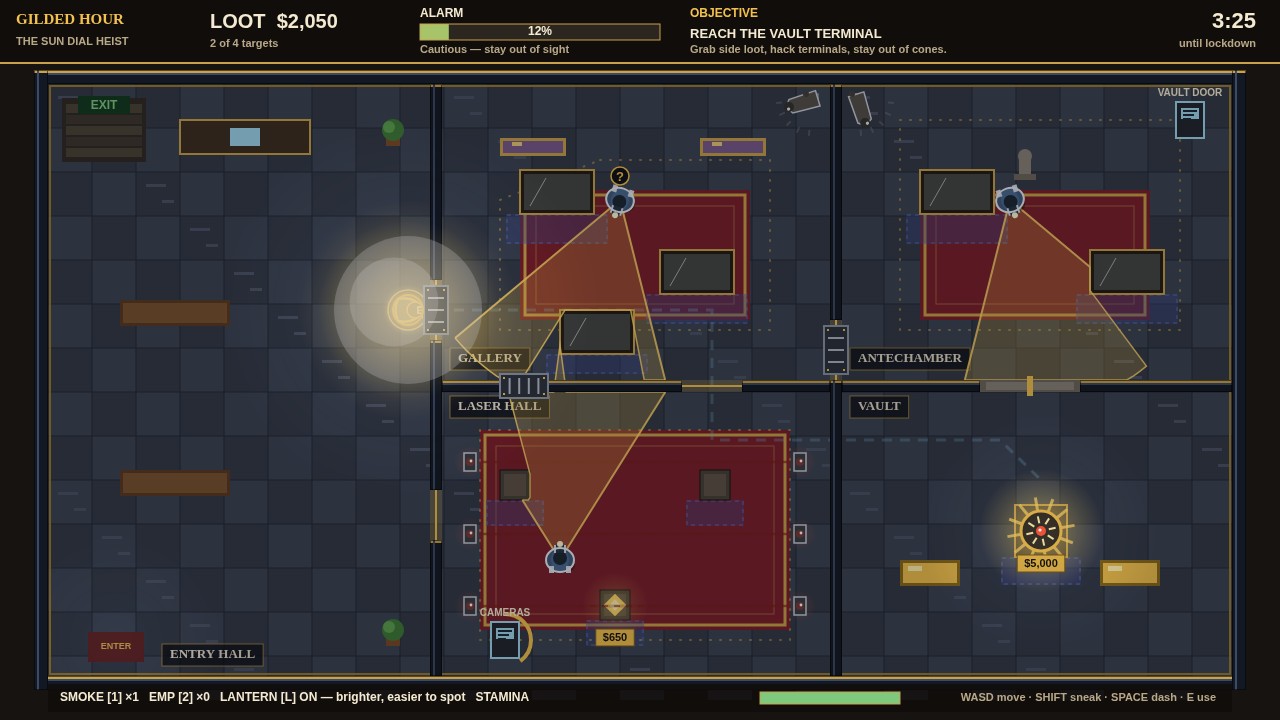 GILDED HOUR
THE SUN DIAL HEIST
LOOT $2,050
2 of 4 targets
ALARM
12%
Cautious — stay out of sight
OBJECTIVE
REACH THE VAULT TERMINAL
Grab side loot, hack terminals, stay out of cones.
3:25
until lockdown
EXIT
VAULT DOOR
?
GALLERY
ANTECHAMBER
LASER HALL
VAULT
$5,000
CAMERAS
$650
ENTER
ENTRY HALL
SMOKE [1] ×1 EMP [2] ×0 LANTERN [L] ON — brighter, easier to spot STAMINA
WASD move · SHIFT sneak · SPACE dash · E use